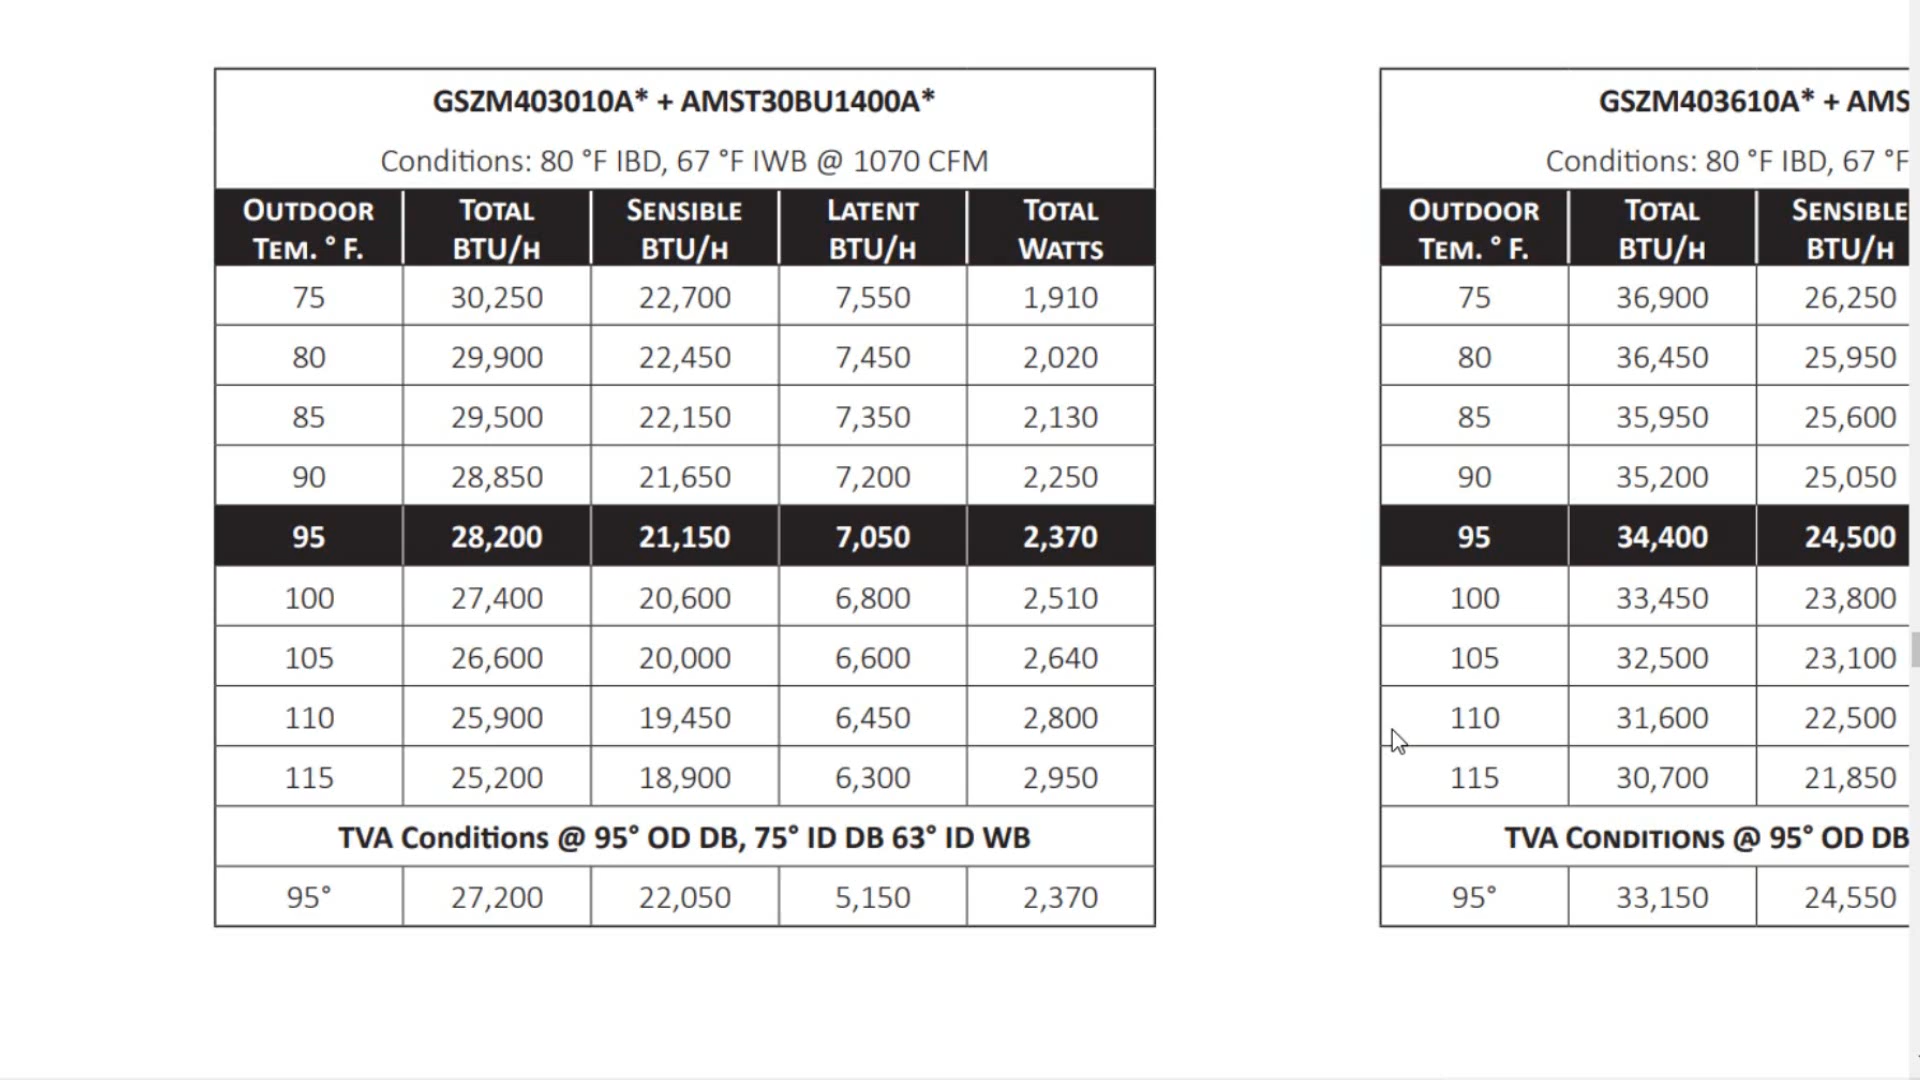 GSZM403010A* + AMST30BU1400A*
Conditions: 80 °F IBD, 67 °F IWB @ 1070 CFM
OUTDOOR TEM. ° F. TOTAL BTU/H SENSIBLE BTU/H LATENT BTU/H TOTAL WATTS
75 30,250 22,700 7,550 1,910
80 29,900 22,450 7,450 2,020
85 29,500 22,150 7,350 2,130
90 28,850 21,650 7,200 2,250
95 28,200 21,150 7,050 2,370
100 27,400 20,600 6,800 2,510
105 26,600 20,000 6,600 2,640
110 25,900 19,450 6,450 2,800
115 25,200 18,900 6,300 2,950
TVA Conditions @ 95° OD DB, 75° ID DB 63° ID WB
95° 27,200 22,050 5,150 2,370
GSZM403610A* + AMS
Conditions: 80 °F IBD, 67 °F
OUTDOOR TEM. ° F. TOTAL BTU/H SENSIBLE BTU/H
75 36,900 26,250
80 36,450 25,950
85 35,950 25,600
90 35,200 25,050
95 34,400 24,500
100 33,450 23,800
105 32,500 23,100
110 31,600 22,500
115 30,700 21,850
TVA CONDITIONS @ 95° OD DB
95° 33,150 24,550